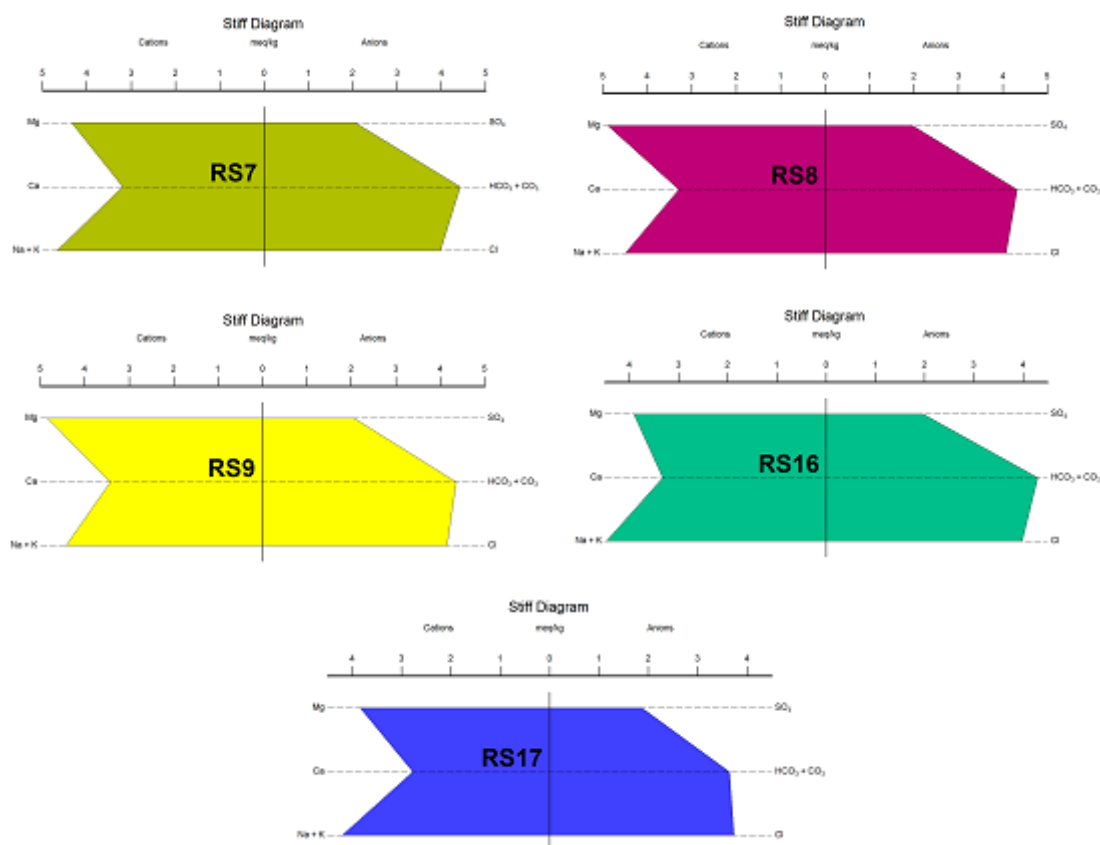 Stiff Diagram
Cations meq/kg Anions
5 4 3 2 1 0 1 2 3 4 5
Mg SO₄
RS7
Ca HCO₃ + CO₃
Na + K Cl
Stiff Diagram
Cations meq/kg Anions
5 4 3 2 1 0 1 2 3 4 5
Mg SO₄
RS8
Ca HCO₃ + CO₃
Na + K Cl
Stiff Diagram
Cations meq/kg Anions
5 4 3 2 1 0 1 2 3 4 5
Mg SO₄
RS9
Ca HCO₃ + CO₃
Na + K Cl
Stiff Diagram
Cations meq/kg Anions
4 3 2 1 0 1 2 3 4
Mg SO₄
RS16
Ca HCO₃ + CO₃
Na + K Cl
Stiff Diagram
Cations meq/kg Anions
4 3 2 1 0 1 2 3 4
Mg SO₄
RS17
Ca HCO₃ + CO₃
Na + K Cl